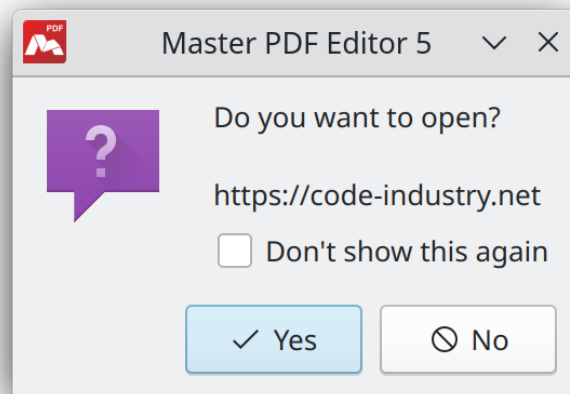 PDF
Master PDF Editor 5
?
Do you want to open?
https://code-industry.net
Don't show this again
Yes
No